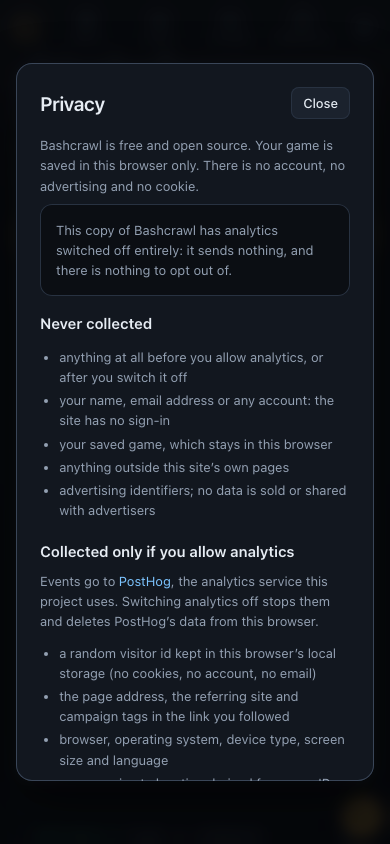 Privacy
Close
Bashcrawl is free and open source. Your game is
saved in this browser only. There is no account, no
advertising and no cookie.
This copy of Bashcrawl has analytics
switched off entirely: it sends nothing, and
there is nothing to opt out of.
Never collected
• anything at all before you allow analytics, or
after you switch it off
• your name, email address or any account: the
site has no sign-in
• your saved game, which stays in this browser
• anything outside this site’s own pages
• advertising identifiers; no data is sold or shared
with advertisers
Collected only if you allow analytics
Events go to PostHog, the analytics service this
project uses. Switching analytics off stops them
and deletes PostHog’s data from this browser.
• a random visitor id kept in this browser’s local
storage (no cookies, no account, no email)
• the page address, the referring site and
campaign tags in the link you followed
• browser, operating system, device type, screen
size and language